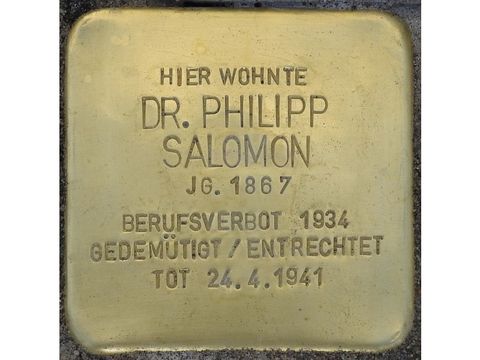 HIER WOHNTE
DR. PHILIPP
SALOMON
JG. 1867
BERUFSVERBOT 1934
GEDEMÜTIGT / ENTRECHTET
TOT 24.4.1941